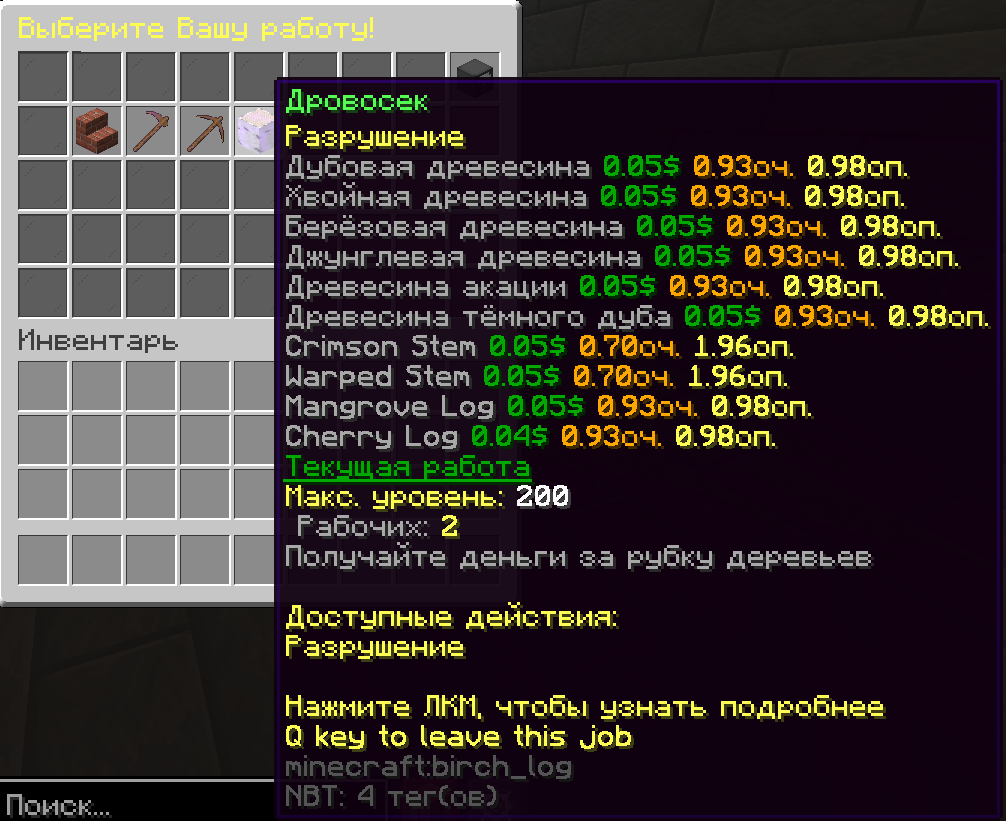 Выберите Вашу работу!
Дровосек
Разрушение
Дубовая древесина 0.05$ 0.93оч. 0.98оп.
Хвойная древесина 0.05$ 0.93оч. 0.98оп.
Берёзовая древесина 0.05$ 0.93оч. 0.98оп.
Джунглевая древесина 0.05$ 0.93оч. 0.98оп.
Древесина акации 0.05$ 0.93оч. 0.98оп.
Древесина тёмного дуба 0.05$ 0.93оч. 0.98оп.
Crimson Stem 0.05$ 0.70оч. 1.96оп.
Warped Stem 0.05$ 0.70оч. 1.96оп.
Mangrove Log 0.05$ 0.93оч. 0.98оп.
Cherry Log 0.04$ 0.93оч. 0.98оп.
Текущая работа
Макс. уровень: 200
Рабочих: 2
Получайте деньги за рубку деревьев
Доступные действия:
Разрушение
Нажмите ЛКМ, чтобы узнать подробнее
Q key to leave this job
minecraft:birch_log
NBT: 4 тег(ов)
Инвентарь
Поиск...